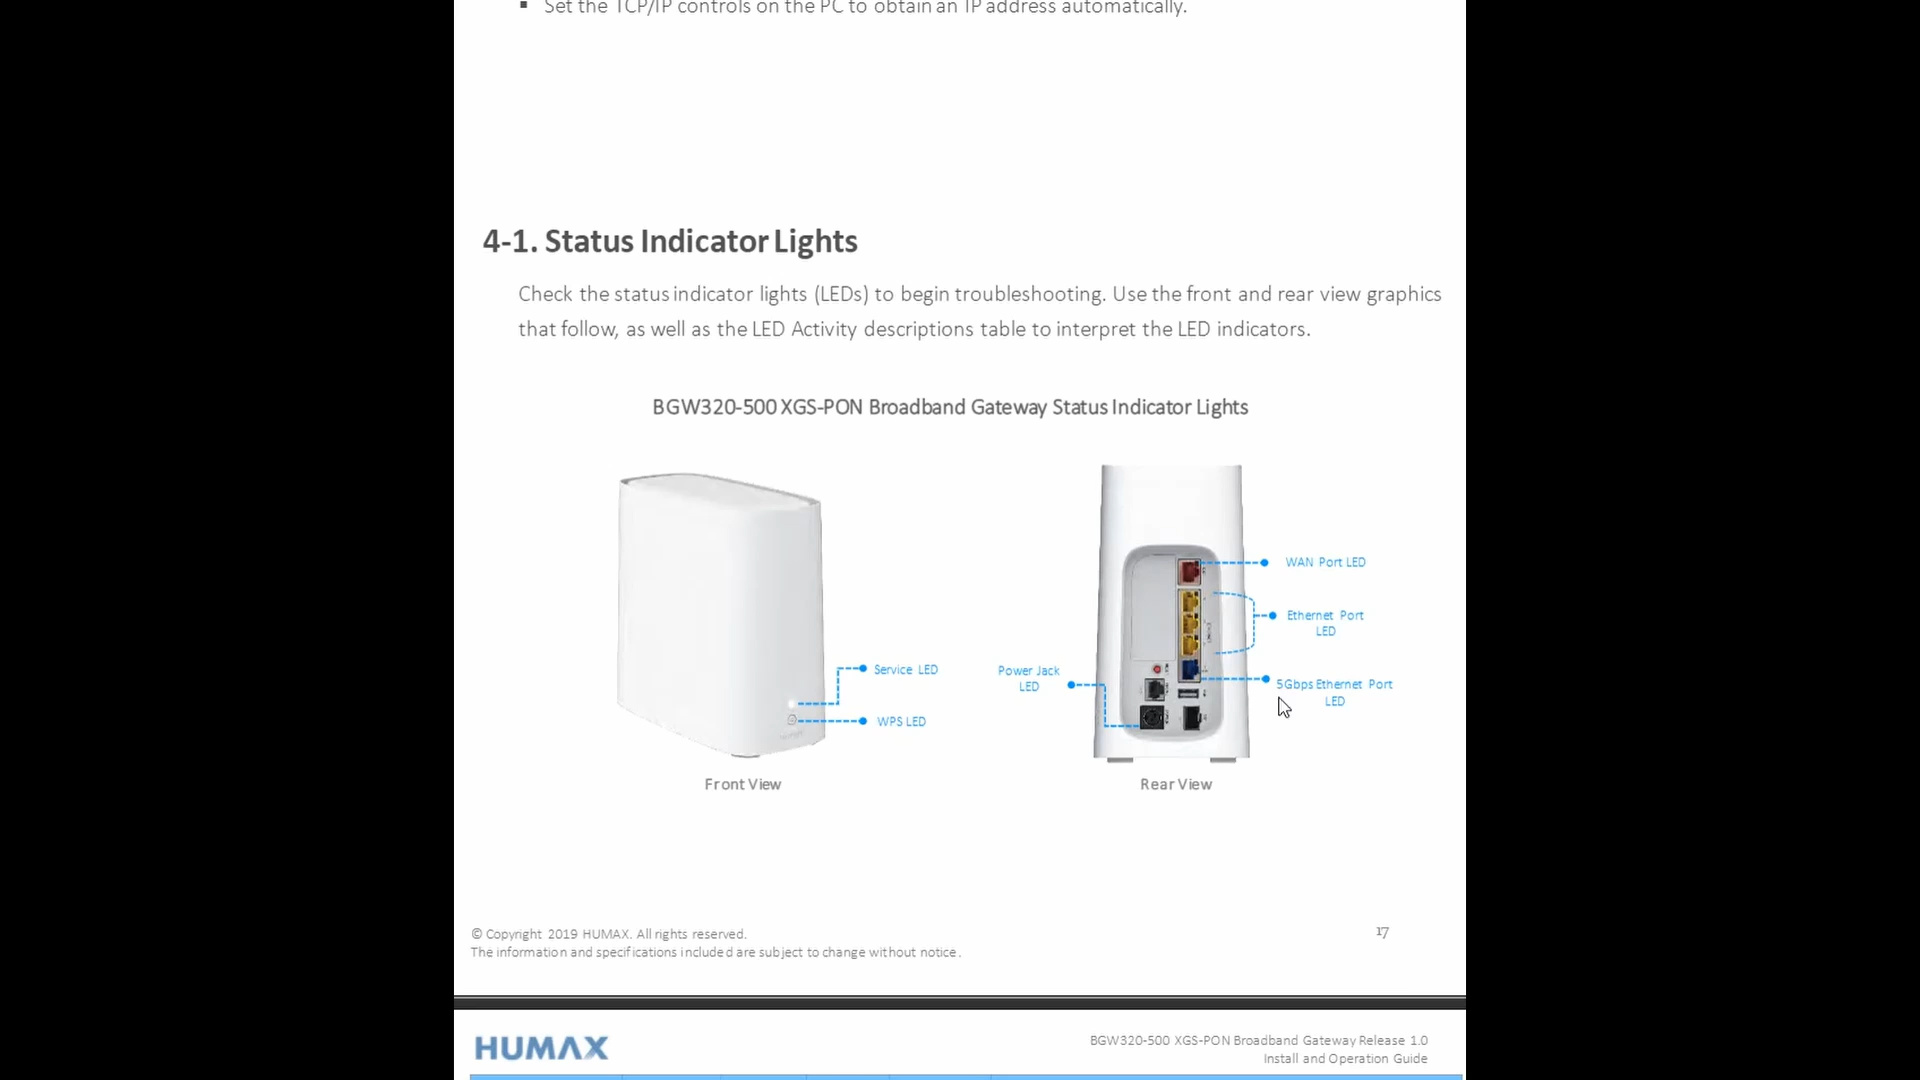 ▪ Set the TCP/IP controls on the PC to obtain an IP address automatically.
4-1. Status Indicator Lights
Check the status indicator lights (LEDs) to begin troubleshooting. Use the front and rear view graphics
that follow, as well as the LED Activity descriptions table to interpret the LED indicators.
BGW320-500 XGS-PON Broadband Gateway Status Indicator Lights
WAN Port LED
Ethernet Port
LED
Service LED
Power Jack
LED
5Gbps Ethernet Port
LED
WPS LED
Front View
Rear View
© Copyright 2019 HUMAX. All rights reserved.
17
The information and specifications included are subject to change without notice.
HUMAX
BGW320-500 XGS-PON Broadband Gateway Release 1.0
Install and Operation Guide